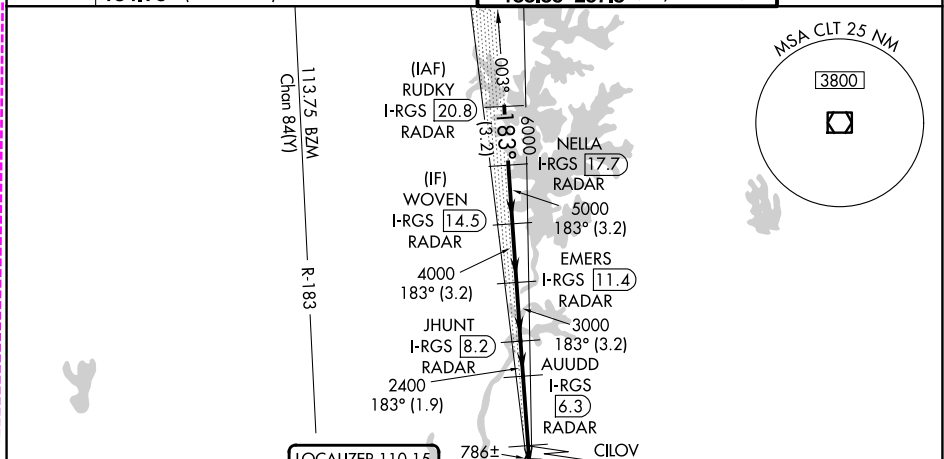 113.75 BZM
Chan 84(Y)
R-183
(IAF)
RUDKY
I-RGS 20.8
RADAR
(3.2)
003°
183°
6000
NELLA
I-RGS 17.7
RADAR
(IF)
WOVEN
I-RGS 14.5
RADAR
5000
183° (3.2)
4000
183° (3.2)
EMERS
I-RGS 11.4
RADAR
3000
183° (3.2)
JHUNT
I-RGS 8.2
RADAR
2400
183° (1.9)
AUUDD
I-RGS
6.3
RADAR
786±
CILOV
LOCALIZER 110.15
MSA CLT 25 NM
3800